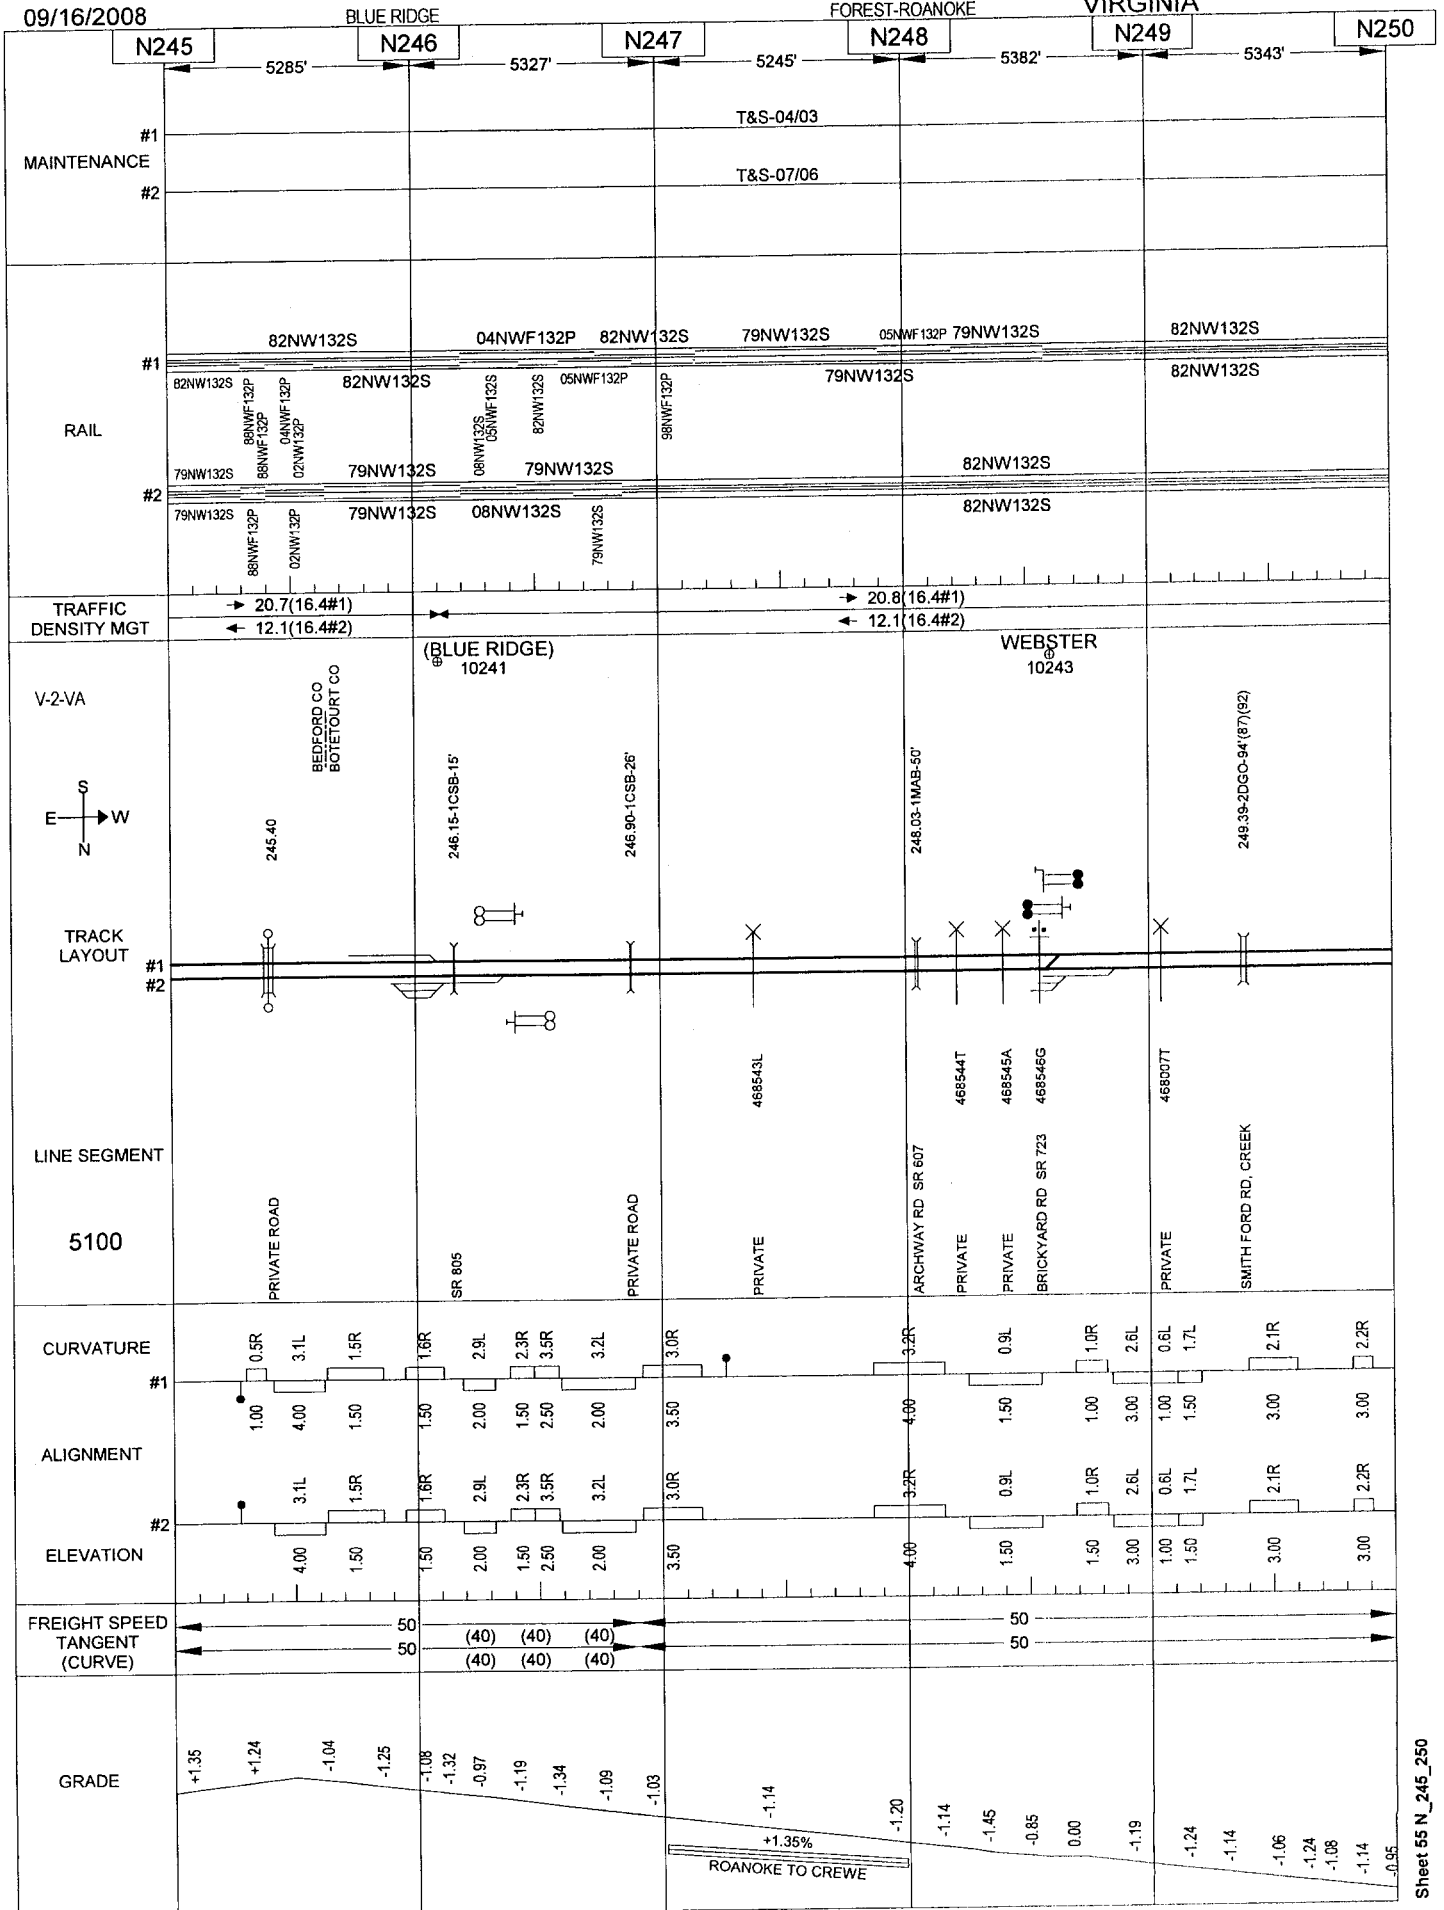 09/16/2008 BLUE RIDGE FOREST-ROANOKE VIRGINIA
N245 N246 N247 N248 N249 N250
5285' 5327' 5245' 5382' 5343'
#1 T&S-04/03
MAINTENANCE
#2 T&S-07/06
82NW132S 04NWF132P 82NW132S 79NW132S 05NWF132P 79NW132S 82NW132S
#1
82NW132S 88NWF132P 88NWF132P 04NWF132P 02NW132P 82NW132S 08NW132S 05NWF132S 82NW132S 05NWF132P 98NWF132P 79NW132S 82NW132S
RAIL
79NW132S 79NW132S 79NW132S 82NW132S
#2
79NW132S 88NWF132P 02NW132P 79NW132S 08NW132S 79NW132S 82NW132S
TRAFFIC DENSITY MGT
20.7(16.4#1) 20.8(16.4#1)
12.1(16.4#2) 12.1(16.4#2)
(BLUE RIDGE) WEBSTER
10241 10243
V-2-VA
BEDFORD CO
BOTETOURT CO
S
E W
N
245.40
246.15-1CSB-15'
246.90-1CSB-26'
248.03-1MAB-50'
249.39-2DGO-94'(87)(92)
TRACK
LAYOUT
#1
#2
468543L
468544T
468545A
468546G
468007T
LINE SEGMENT
5100
PRIVATE ROAD
SR 805
PRIVATE ROAD
PRIVATE
ARCHWAY RD SR 607
PRIVATE
PRIVATE
BRICKYARD RD SR 723
PRIVATE
SMITH FORD RD, CREEK
CURVATURE 0.5R 3.1L 1.5R 1.6R 2.9L 2.3R 3.5R 3.2L 3.0R 3.2R 0.9L 1.0R 2.6L 0.6L 1.7L 2.1R 2.2R
#1
1.00 4.00 1.50 1.50 2.00 1.50 2.50 2.00 3.50 4.00 1.50 1.00 3.00 1.00 1.50 3.00 3.00
ALIGNMENT
3.1L 1.5R 1.6R 2.9L 2.3R 3.5R 3.2L 3.0R 3.2R 0.9L 1.0R 2.6L 0.6L 1.7L 2.1R 2.2R
#2
ELEVATION 4.00 1.50 1.50 2.00 1.50 2.50 2.00 3.50 4.00 1.50 1.50 3.00 1.00 1.50 3.00 3.00
FREIGHT SPEED
TANGENT
(CURVE)
50 50
(40) (40) (40)
50 50
(40) (40) (40)
GRADE
+1.35 +1.24 -1.04 -1.25 -1.08 -1.32 -0.97 -1.19 -1.34 -1.09 -1.03 -1.14 -1.20 -1.14 -1.45 -0.85 0.00 -1.19 -1.24 -1.14 -1.06 -1.24 -1.08 -1.14 -0.95
+1.35%
ROANOKE TO CREWE
Sheet 55 N_245_250